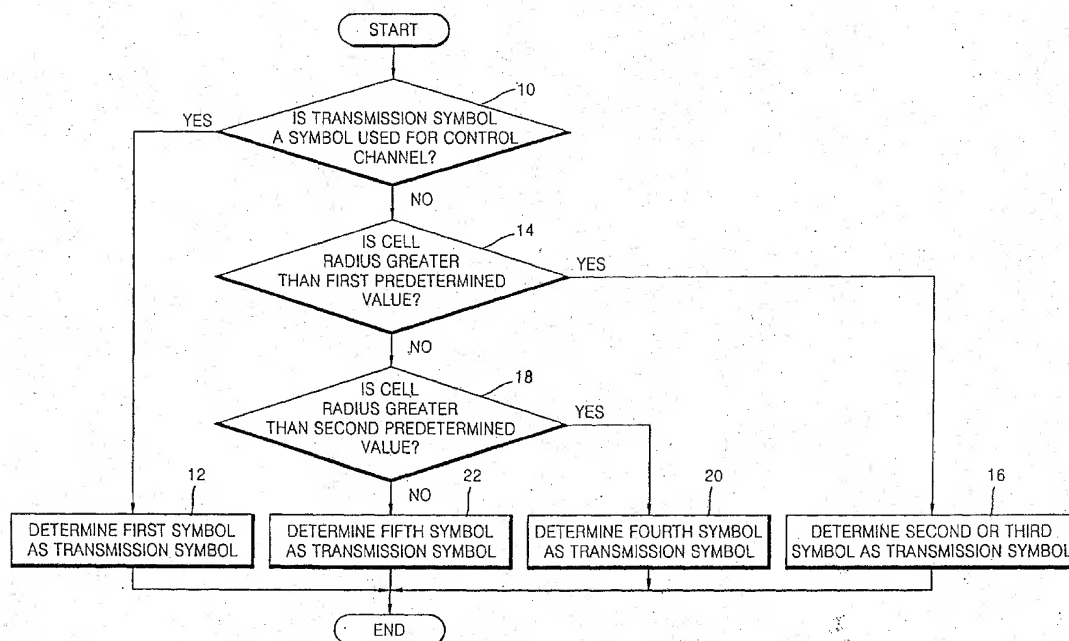 START
10
IS TRANSMISSION SYMBOL
A SYMBOL USED FOR CONTROL
CHANNEL?
YES
NO
14
IS CELL
RADIUS GREATER
THAN FIRST PREDETERMINED
VALUE?
YES
NO
18
IS CELL
RADIUS GREATER
THAN SECOND PREDETERMINED
VALUE?
YES
NO
12
DETERMINE FIRST SYMBOL
AS TRANSMISSION SYMBOL
22
DETERMINE FIFTH SYMBOL
AS TRANSMISSION SYMBOL
20
DETERMINE FOURTH SYMBOL
AS TRANSMISSION SYMBOL
16
DETERMINE SECOND OR THIRD
SYMBOL AS TRANSMISSION SYMBOL
END